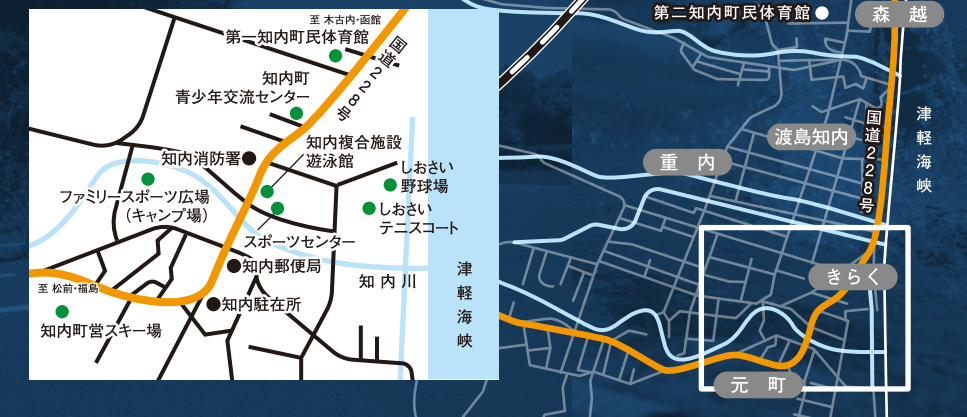 至 木古内・函館
第一知内町民体育館
国道228号
知内町
青少年交流センター
知内複合施設
遊泳館
知内消防署
しおさい
野球場
ファミリースポーツ広場
(キャンプ場)
しおさい
テニスコート
スポーツセンター
知内郵便局
知内川
津軽海峡
至 松前・福島
知内駐在所
知内町営スキー場
第二知内町民体育館
森越
国道228号
津軽海峡
渡島知内
重内
きらく
元町